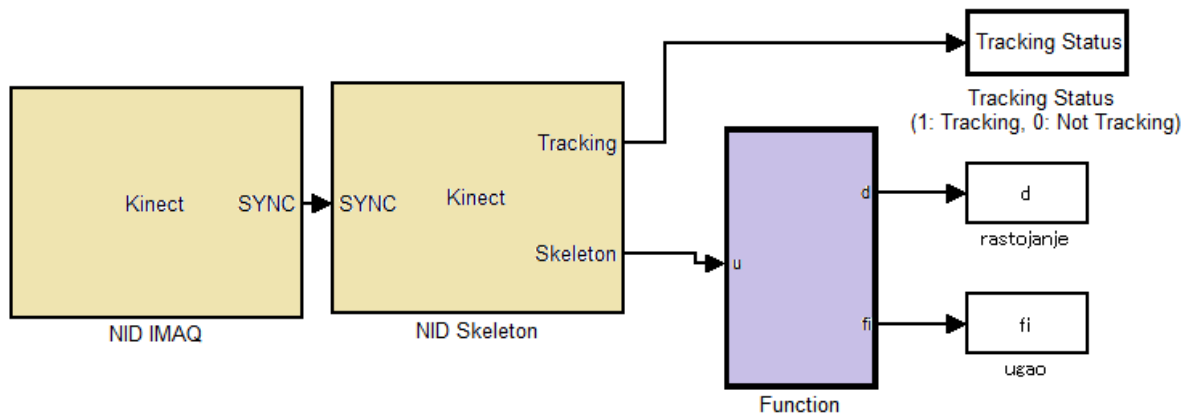 Tracking Status
Tracking Status
(1: Tracking, 0: Not Tracking)
Kinect
SYNC
NID IMAQ
SYNC
Kinect
Tracking
Skeleton
NID Skeleton
u
d
fi
Function
d
rastojanje
fi
ugao